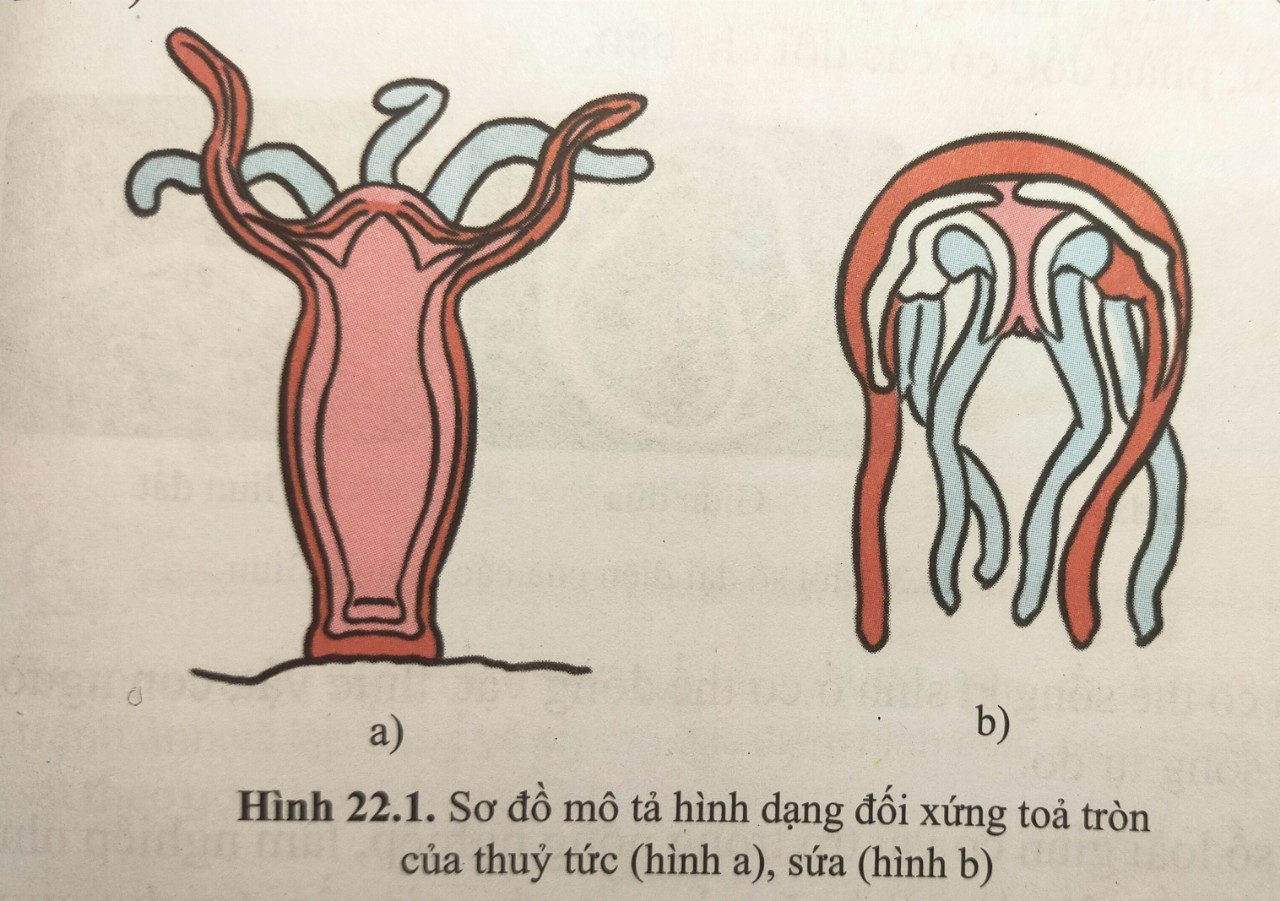 a)
b)
Hình 22.1. Sơ đồ mô tả hình dạng đối xứng toả tròn
của thuỷ tức (hình a), sứa (hình b)